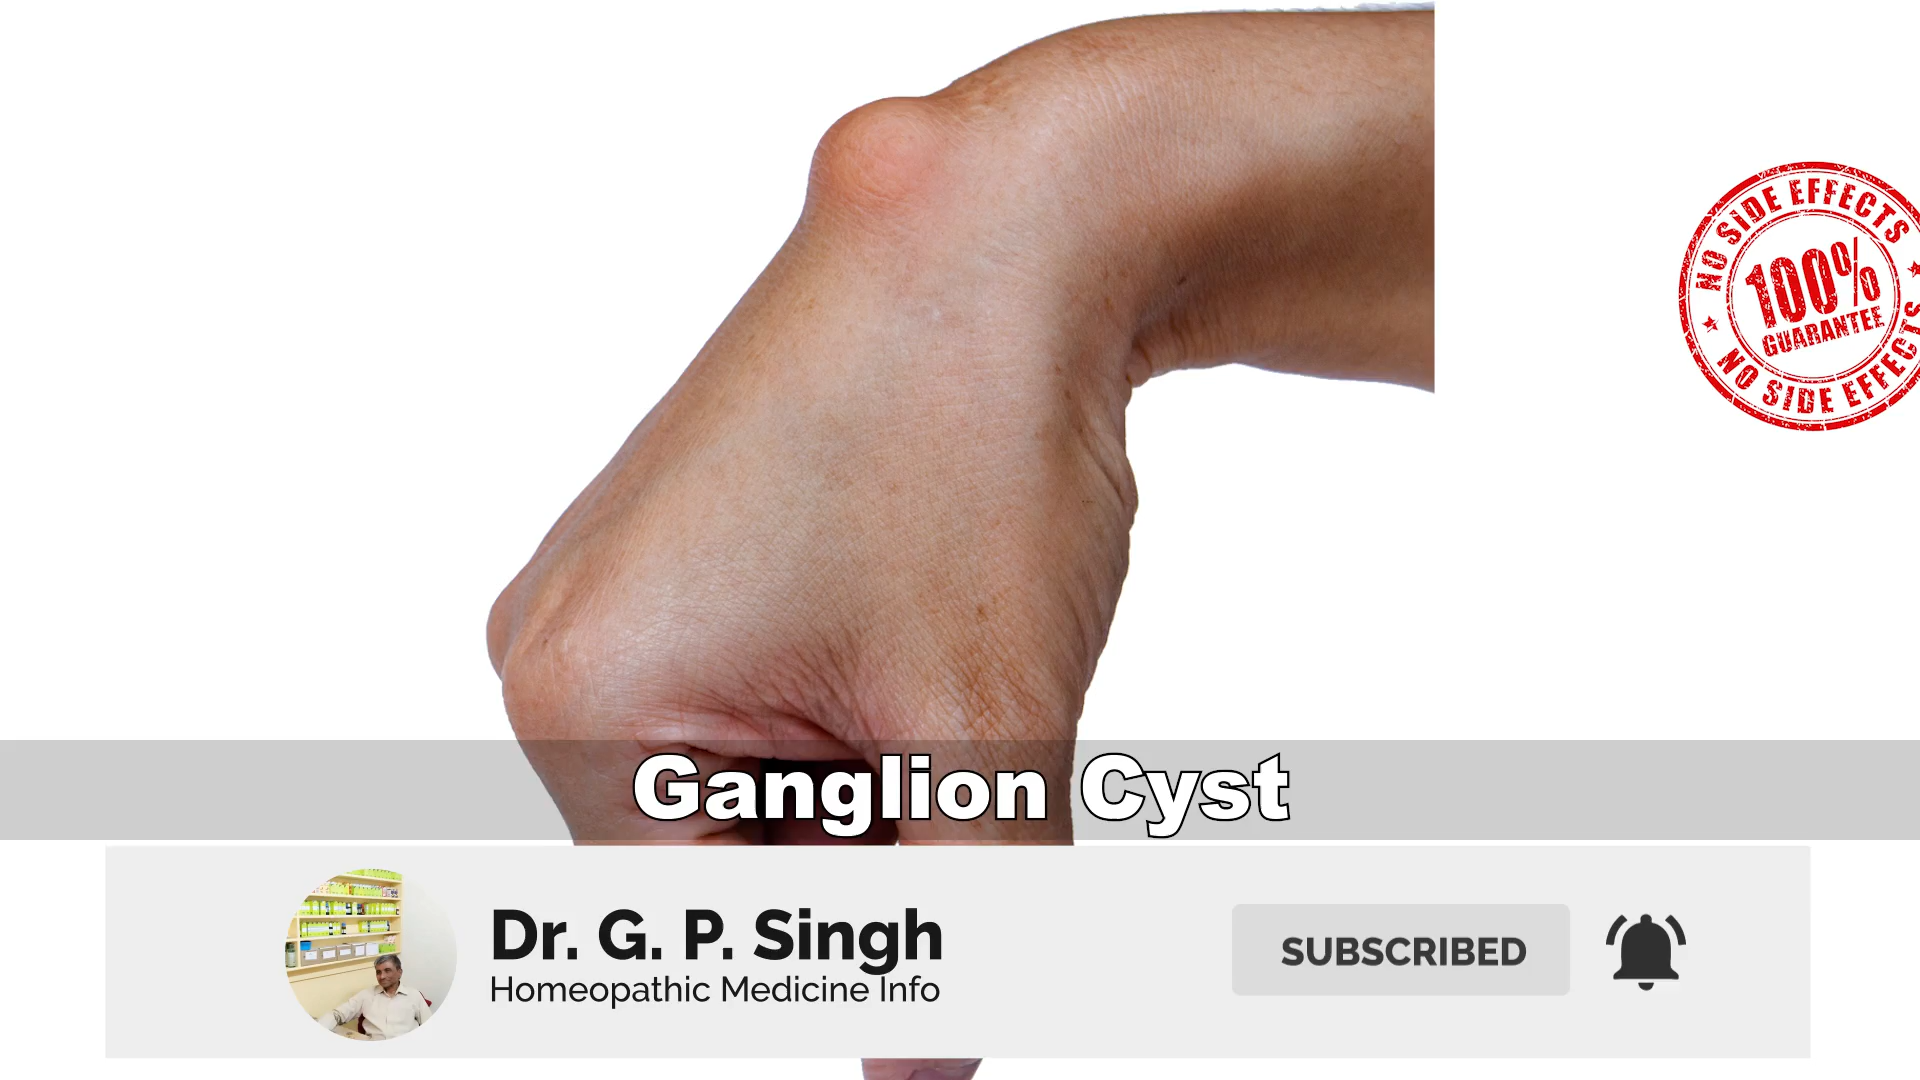 NO SIDE EFFECTS
100%
GUARANTEE
NO SIDE EFFECTS
Ganglion Cyst
Dr. G. P. Singh
Homeopathic Medicine Info
SUBSCRIBED